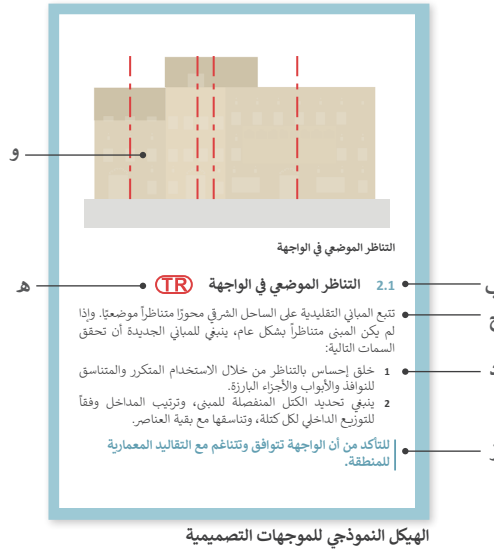 و
التناظر الموضعي في الواجهة
2.1 التناظر الموضعي في الواجهة TR
ه
ب
تتبع المباني التقليدية على الساحل الشرقي محورًا متناظراً موضعيًا. وإذا
لم يكن المبنى متناظراً بشكل عام، ينبغي للمباني الجديدة أن تحقق
السمات التالية:
1 خلق إحساس بالتناظر من خلال الاستخدام المتكرر والمتناسق
للنوافذ والأبواب والأجزاء البارزة.
د
2 ينبغي تحديد الكتل المنفصلة للمبنى، وترتيب المداخل وفقاً
للتوزيع الداخلي لكل كتلة، وتناسقها مع بقية العناصر.
للتأكد من أن الواجهة تتوافق وتتناغم مع التقاليد المعمارية
للمنطقة.
الهيكل النموذجي للموجهات التصميمية